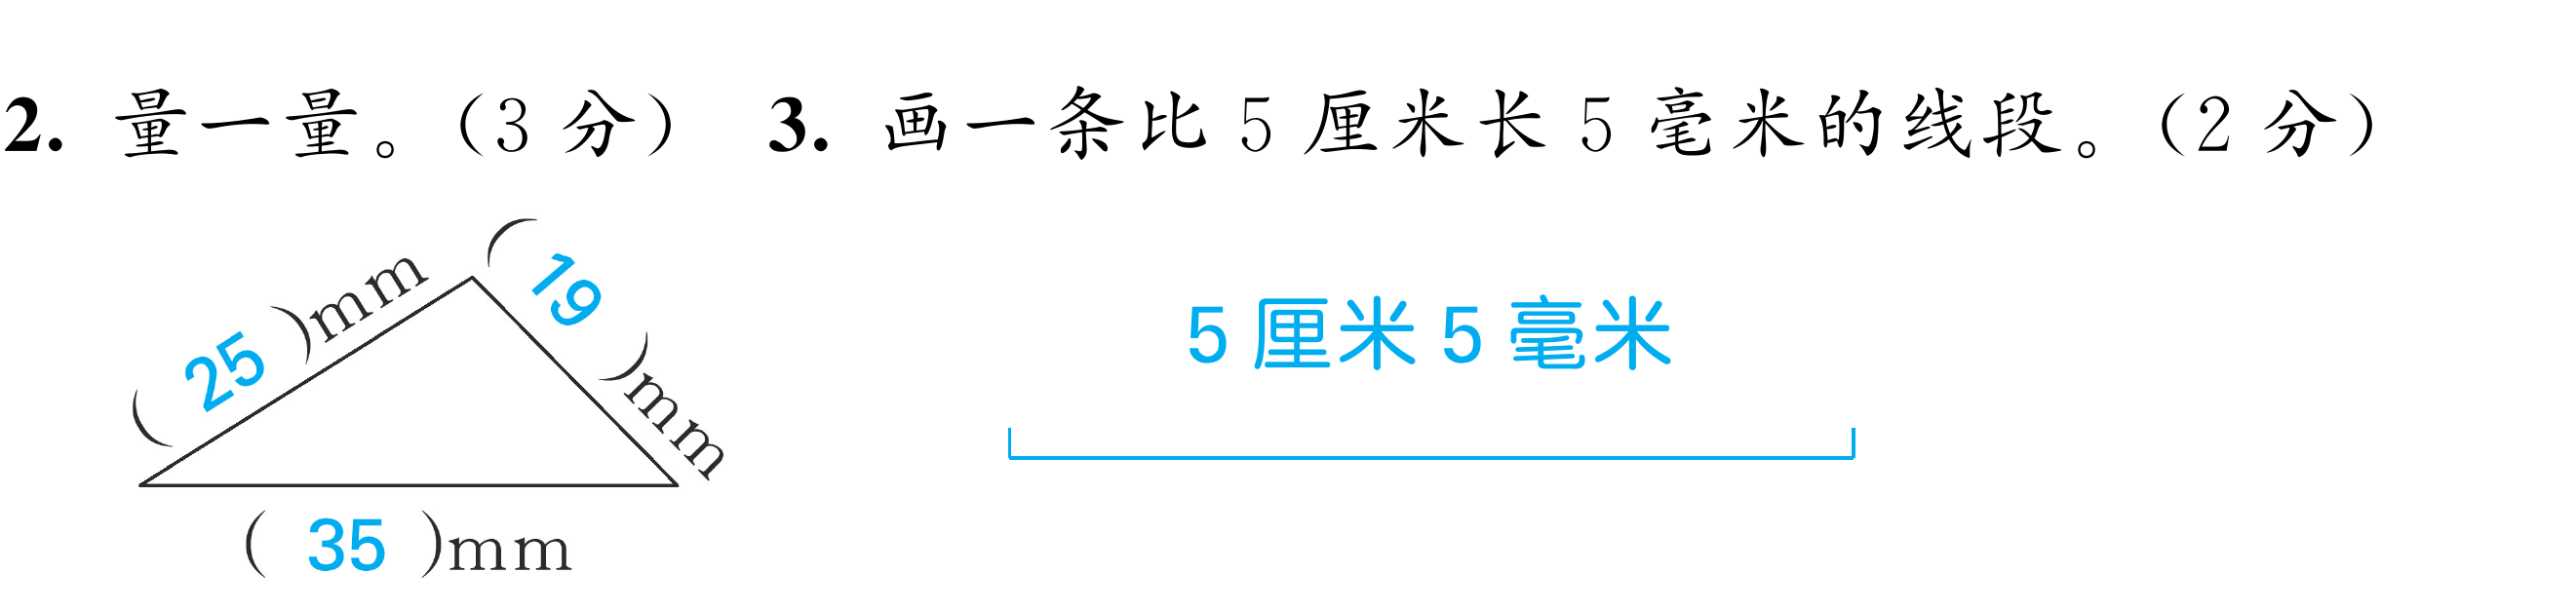 2. 量一量。(3 分) 3. 画一条比 5 厘米长 5 毫米的线段。(2 分)
( 25 )mm
( 19 )mm
5 厘米 5 毫米
( 35 )mm